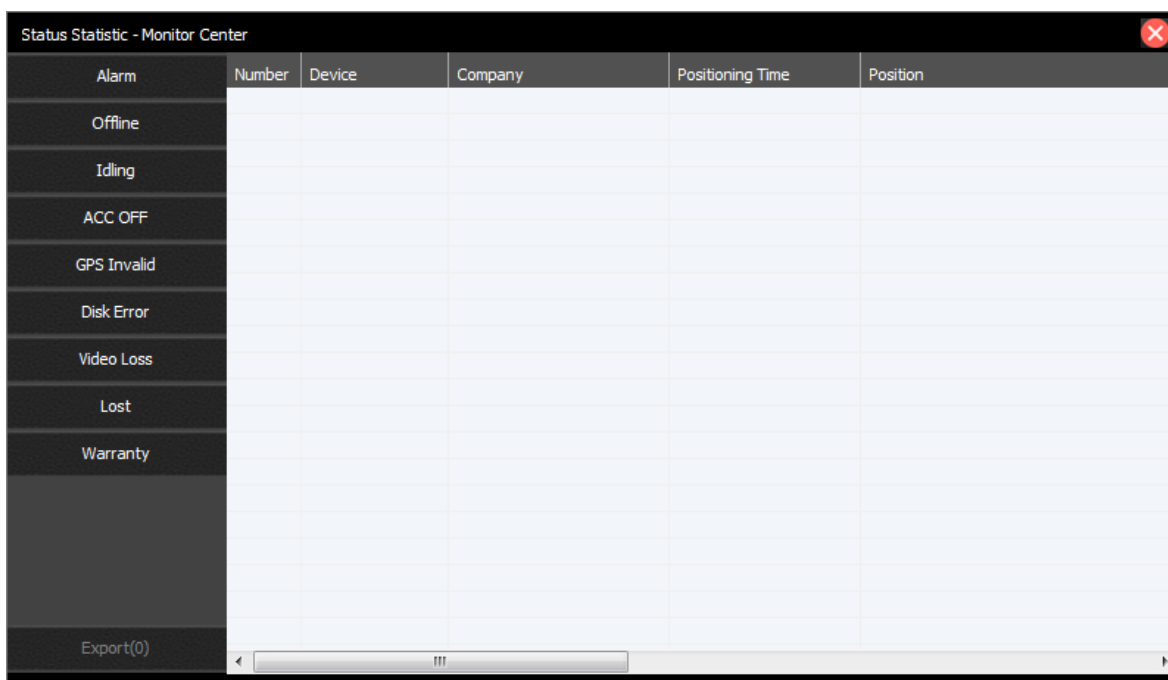 Status Statistic - Monitor Center
Alarm
Number Device Company Positioning Time Position
Offline
Idling
ACC OFF
GPS Invalid
Disk Error
Video Loss
Lost
Warranty
Export(0)